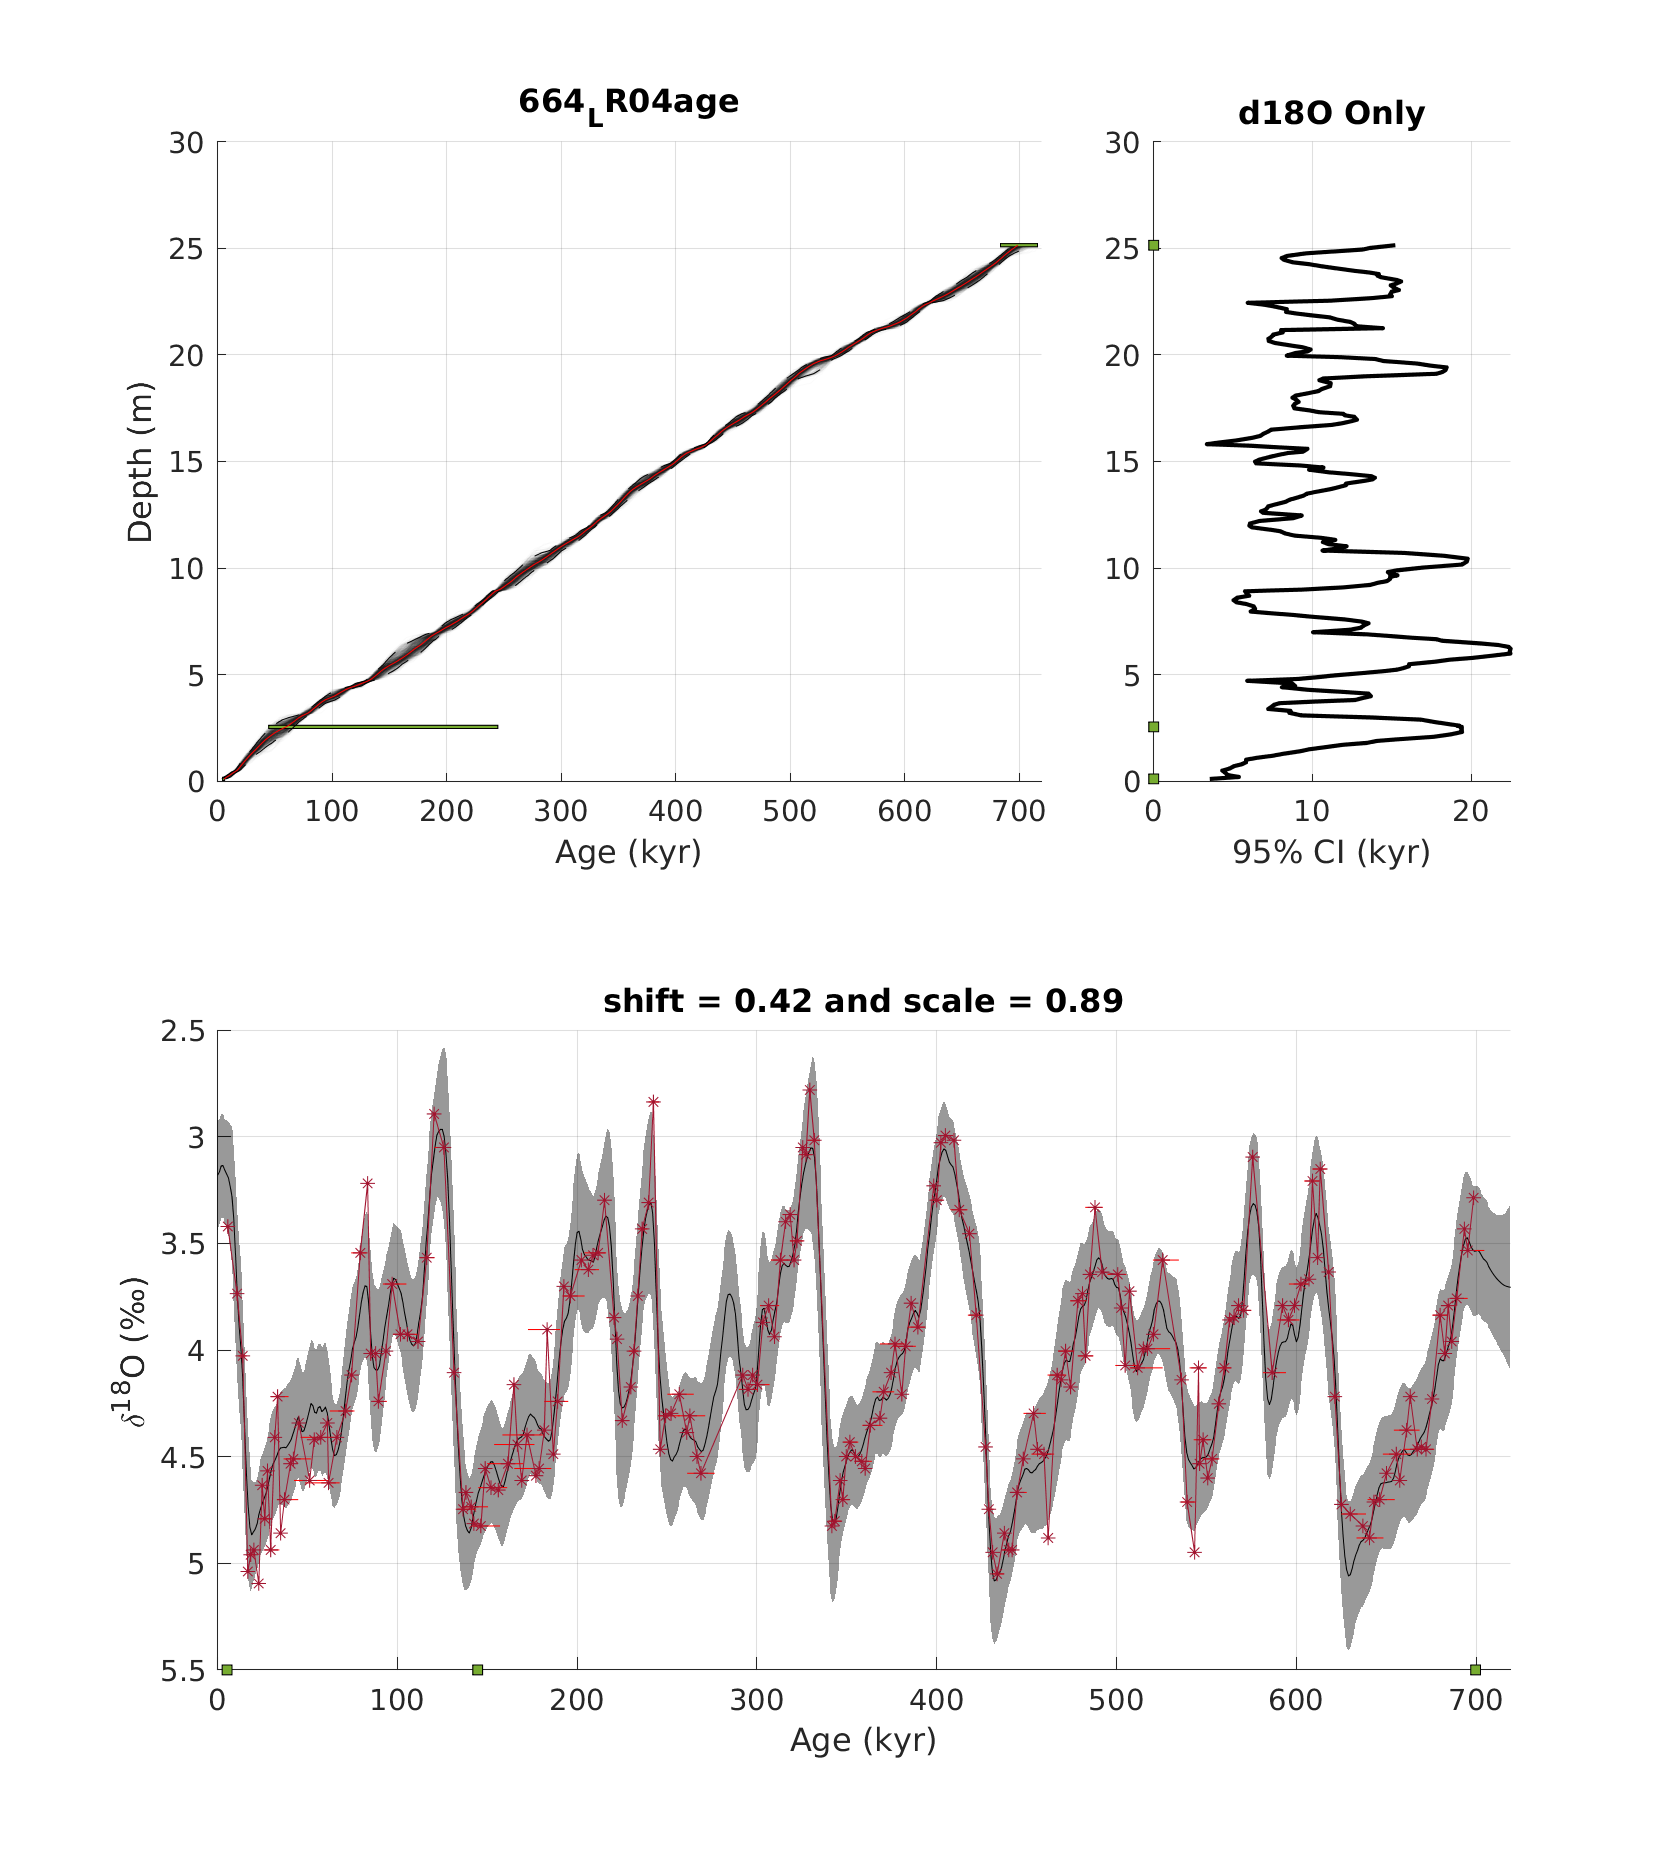 664LR04age
30
25
20
15
10
5
0
Depth (m)
0 100 200 300 400 500 600 700
Age (kyr)
d18O Only
30
25
20
15
10
5
0
0 10 20
95% CI (kyr)
shift = 0.42 and scale = 0.89
2.5
3
3.5
4
4.5
5
5.5
δ18O (‰)
0 100 200 300 400 500 600 700
Age (kyr)